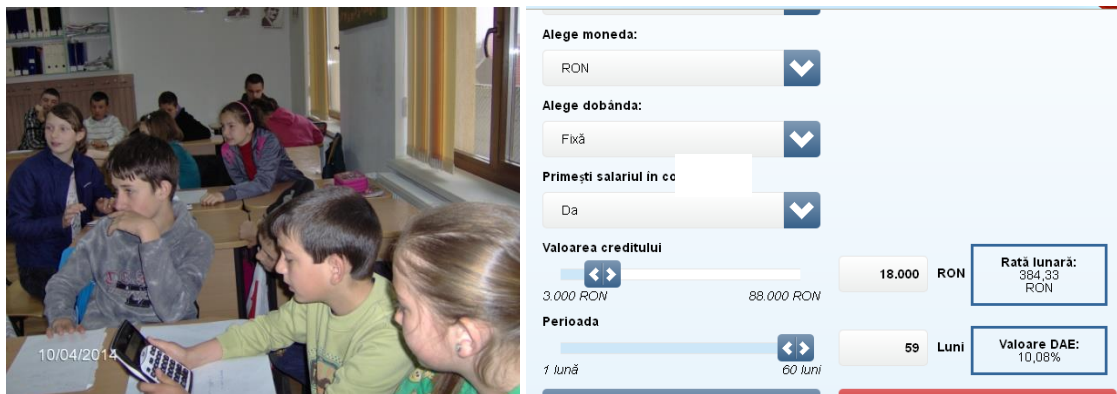 10/04/2014
Alege moneda:
RON
Alege dobânda:
Fixă
Primești salariul în co
Da
Valoarea creditului
3.000 RON
88.000 RON
18.000 RON
Rată lunară:
384,33
RON
Perioada
1 lună
60 luni
59 Luni
Valoare DAE:
10,08%